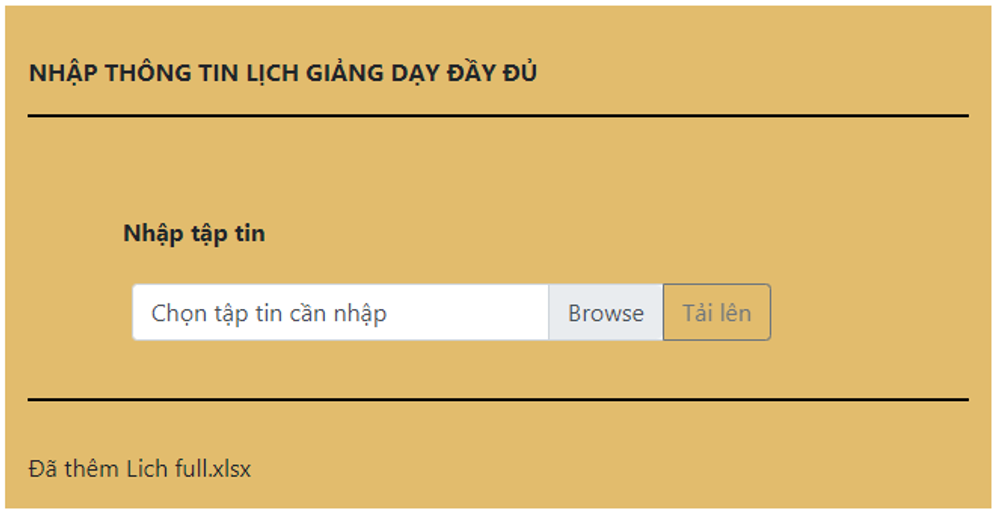 NHẬP THÔNG TIN LỊCH GIẢNG DẠY ĐẦY ĐỦ
Nhập tập tin
Chọn tập tin cần nhập Browse Tải lên
Đã thêm Lich full.xlsx